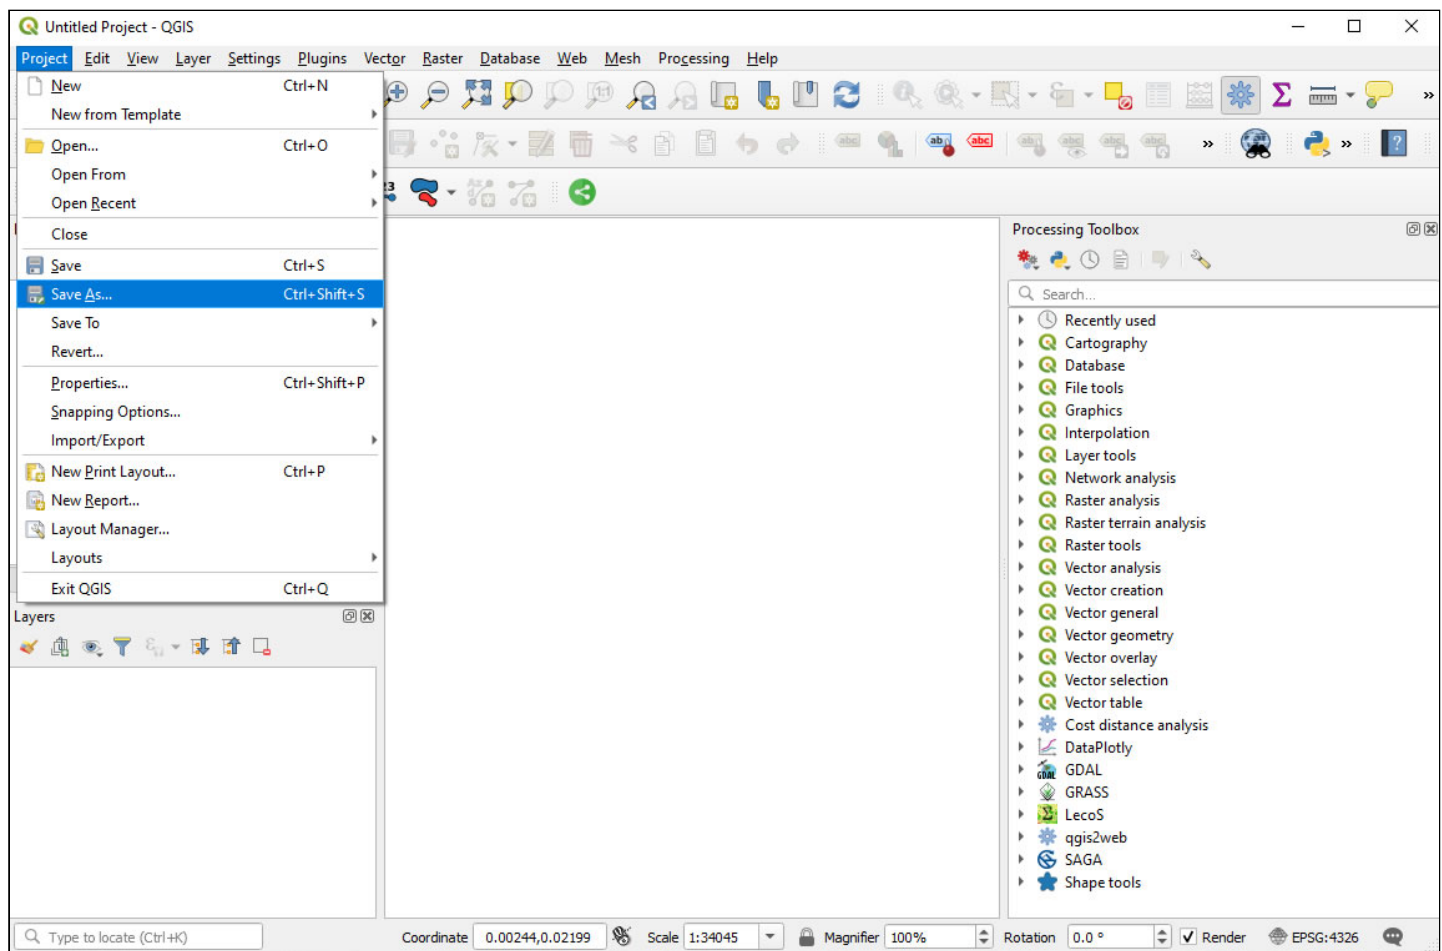 Untitled Project - QGIS
Project Edit View Layer Settings Plugins Vector Raster Database Web Mesh Processing Help
New Ctrl+N
New from Template
Open... Ctrl+O
Open From
Open Recent
Close
Save Ctrl+S
Save As... Ctrl+Shift+S
Save To
Revert...
Properties... Ctrl+Shift+P
Snapping Options...
Import/Export
New Print Layout... Ctrl+P
New Report...
Layout Manager...
Layouts
Exit QGIS Ctrl+Q
Layers
Processing Toolbox
Search...
Recently used
Cartography
Database
File tools
Graphics
Interpolation
Layer tools
Network analysis
Raster analysis
Raster terrain analysis
Raster tools
Vector analysis
Vector creation
Vector general
Vector geometry
Vector overlay
Vector selection
Vector table
Cost distance analysis
DataPlotly
GDAL GDAL
GRASS
LecoS
qgis2web
SAGA
Shape tools
Type to locate (Ctrl+K) Coordinate 0.00244,0.02199 Scale 1:34045 Magnifier 100% Rotation 0.0 ° Render EPSG:4326